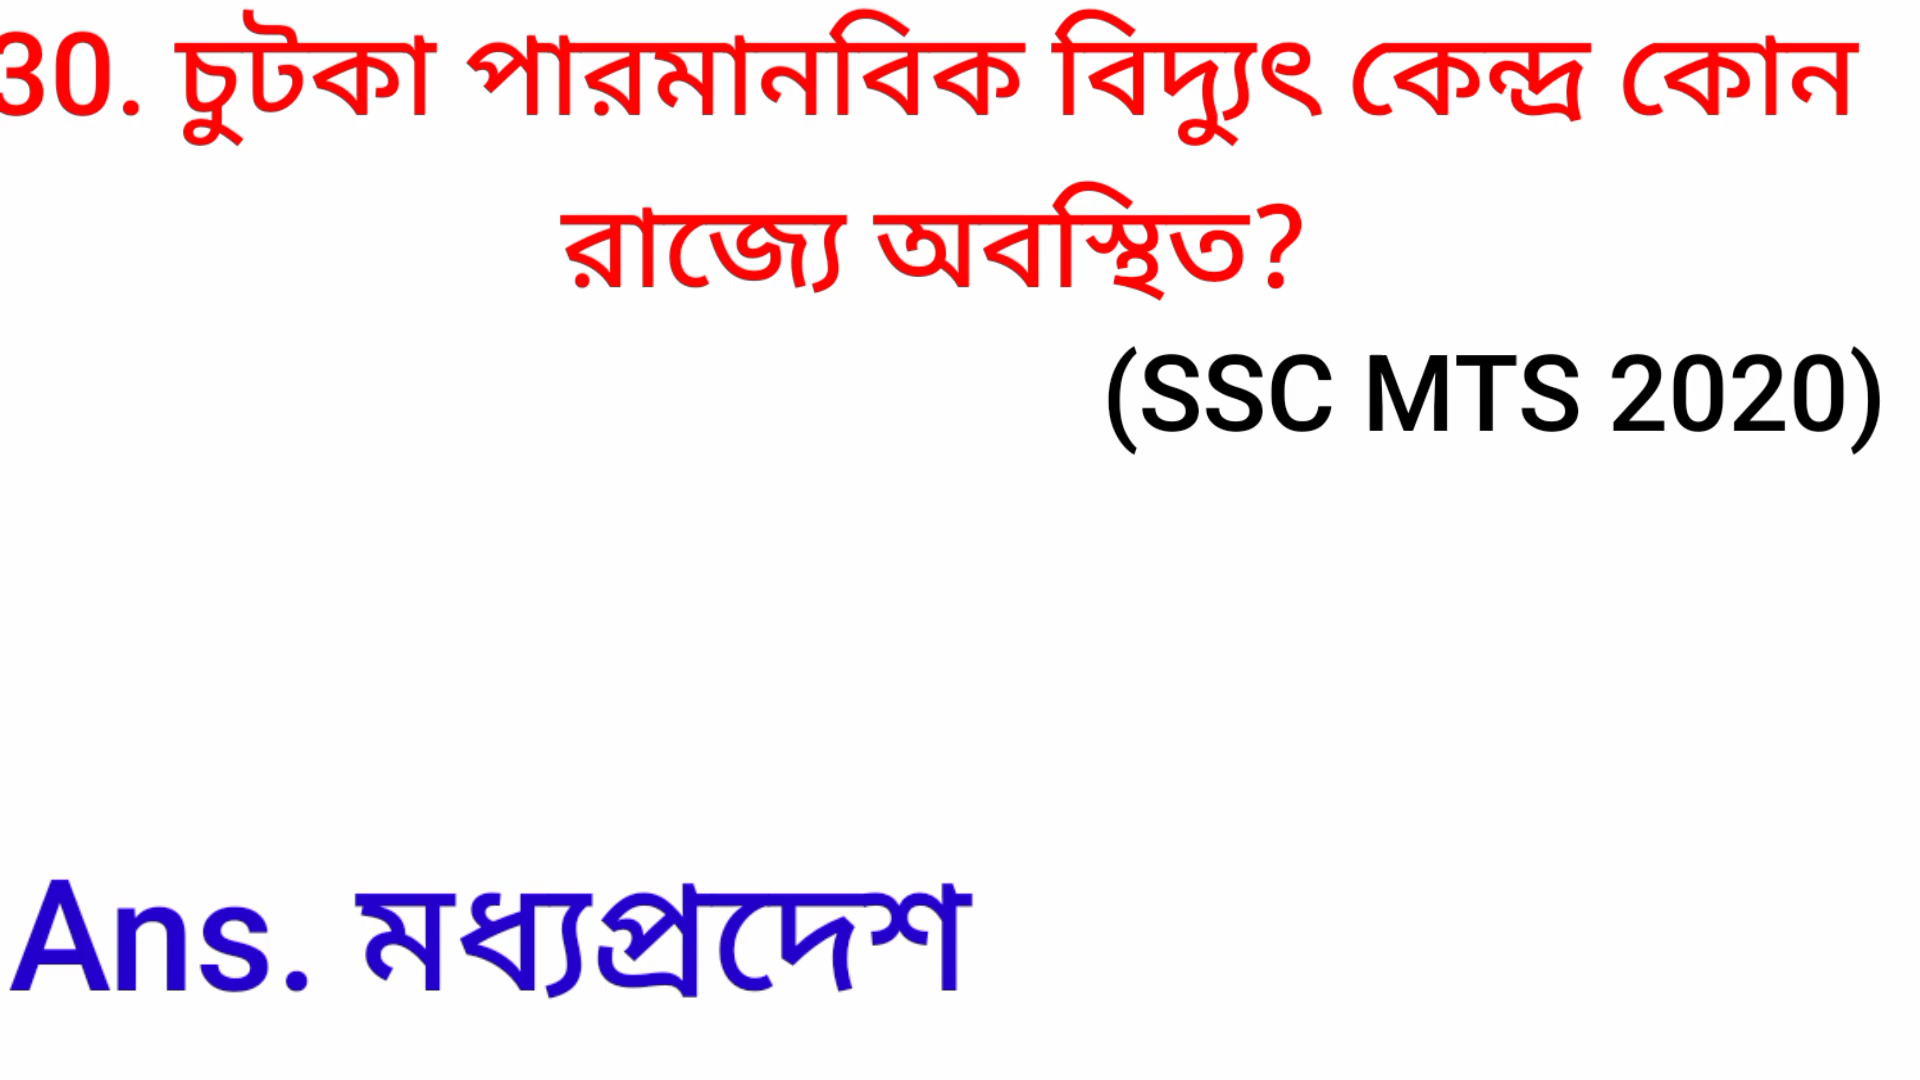 30. চুটকা পারমানবিক বিদ্যুৎ কেন্দ্র কোন
রাজ্যে অবস্থিত?
(SSC MTS 2020)
Ans. মধ্যপ্রদেশ